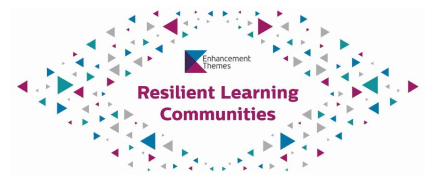 Enhancement
Themes
Resilient Learning
Communities